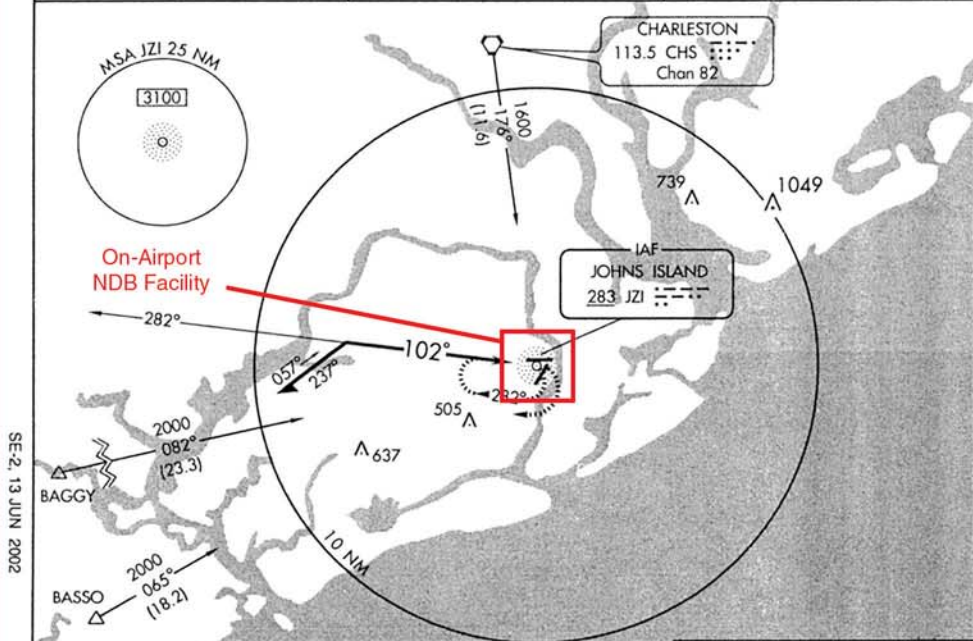 MSA JZI 25 NM
3100
CHARLESTON
113.5 CHS
Chan 82
1600
176°
(11.6)
739
1049
On-Airport
NDB Facility
IAF
JOHNS ISLAND
283 JZI
282°
102°
057°
237°
282°
505
637
2000
082°
(23.3)
BAGGY
2000
065°
(18.2)
BASSO
10 NM
SE-2, 13 JUN 2002